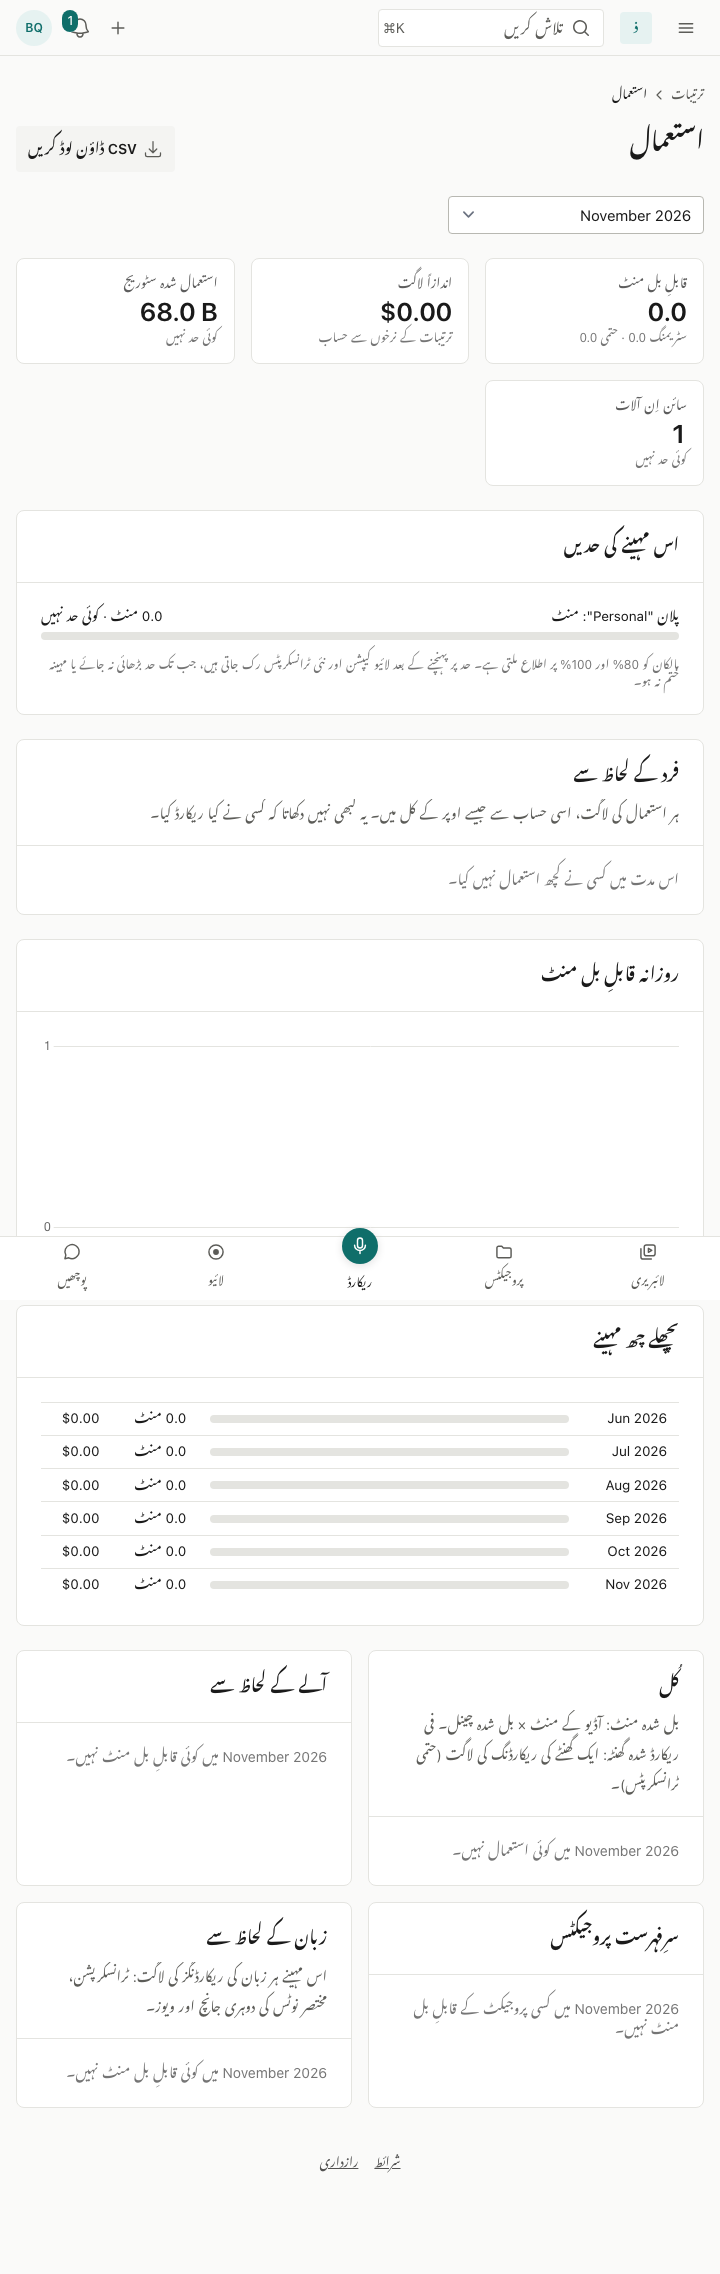 ذ
تلاش کریں
⌘K
1
BQ
ترتیبات › استعمال
استعمال
CSV ڈاؤن لوڈ کریں
November 2026
قابلِ بل منٹ
0.0
سٹریمنگ 0.0 · حتمی 0.0
اندازاً لاگت
$0.00
ترتیبات کے نرخوں سے حساب
استعمال شدہ سٹوریج
68.0 B
کوئی حد نہیں
سائن اِن آلات
1
کوئی حد نہیں
اس مہینے کی حدیں
پلان "Personal": منٹ
0.0 منٹ · کوئی حد نہیں
مالکان کو 80% اور 100% پر اطلاع ملتی ہے۔ حد پر پہنچنے کے بعد لائیو کیپشن اور نئی ٹرانسکرپٹس رک جاتی ہیں، جب تک حد بڑھائی نہ جائے یا مہینہ
ختم نہ ہو۔
فرد کے لحاظ سے
ہر استعمال کی لاگت، اسی حساب سے جیسے اوپر کے کل میں۔ یہ کبھی نہیں دکھاتا کہ کسی نے کیا ریکارڈ کیا۔
اس مدت میں کسی نے کچھ استعمال نہیں کیا۔
روزانہ قابلِ بل منٹ
1
0
لائبریری
پروجیکٹس
ریکارڈ
لائیو
پوچھیں
پچھلے چھ مہینے
Jun 2026 0.0 منٹ $0.00
Jul 2026 0.0 منٹ $0.00
Aug 2026 0.0 منٹ $0.00
Sep 2026 0.0 منٹ $0.00
Oct 2026 0.0 منٹ $0.00
Nov 2026 0.0 منٹ $0.00
کُل
بل شدہ منٹ: آڈیو کے منٹ × بل شدہ چینل۔ فی
ریکارڈ شدہ گھنٹہ: ایک گھنٹے کی ریکارڈنگ کی لاگت (حتمی
ٹرانسکرپٹس)۔
November 2026 میں کوئی استعمال نہیں۔
آلے کے لحاظ سے
November 2026 میں کوئی قابلِ بل منٹ نہیں۔
سرِفہرست پروجیکٹس
November 2026 میں کسی پروجیکٹ کے قابلِ بل
منٹ نہیں۔
زبان کے لحاظ سے
اس مہینے ہر زبان کی ریکارڈنگز کی لاگت: ٹرانسکرپشن،
مختصر نوٹس کی دوہری جانچ اور ویوز۔
November 2026 میں کوئی قابلِ بل منٹ نہیں۔
شرائط
رازداری